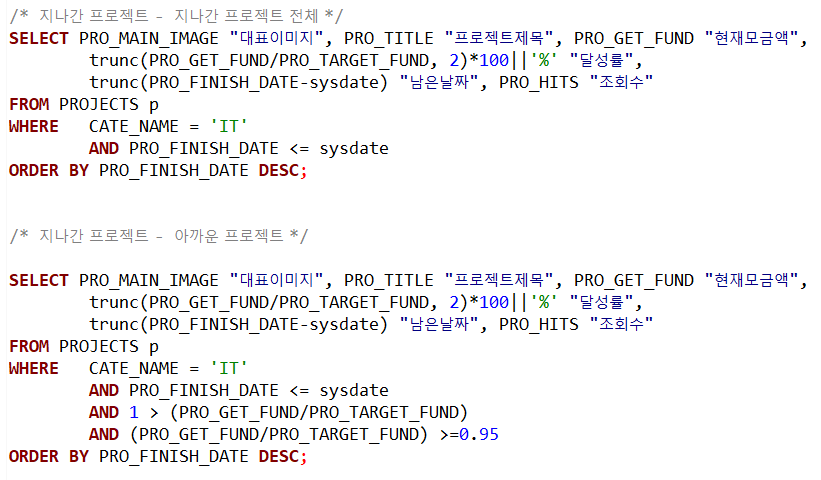 /* 지나간 프로젝트 - 지나간 프로젝트 전체 */
SELECT PRO_MAIN_IMAGE "대표이미지", PRO_TITLE "프로젝트제목", PRO_GET_FUND "현재모금액",
trunc(PRO_GET_FUND/PRO_TARGET_FUND, 2)*100||'%' "달성률",
trunc(PRO_FINISH_DATE-sysdate) "남은날짜", PRO_HITS "조회수"
FROM PROJECTS p
WHERE CATE_NAME = 'IT'
AND PRO_FINISH_DATE <= sysdate
ORDER BY PRO_FINISH_DATE DESC;
/* 지나간 프로젝트 - 아까운 프로젝트 */
SELECT PRO_MAIN_IMAGE "대표이미지", PRO_TITLE "프로젝트제목", PRO_GET_FUND "현재모금액",
trunc(PRO_GET_FUND/PRO_TARGET_FUND, 2)*100||'%' "달성률",
trunc(PRO_FINISH_DATE-sysdate) "남은날짜", PRO_HITS "조회수"
FROM PROJECTS p
WHERE CATE_NAME = 'IT'
AND PRO_FINISH_DATE <= sysdate
AND 1 > (PRO_GET_FUND/PRO_TARGET_FUND)
AND (PRO_GET_FUND/PRO_TARGET_FUND) >=0.95
ORDER BY PRO_FINISH_DATE DESC;